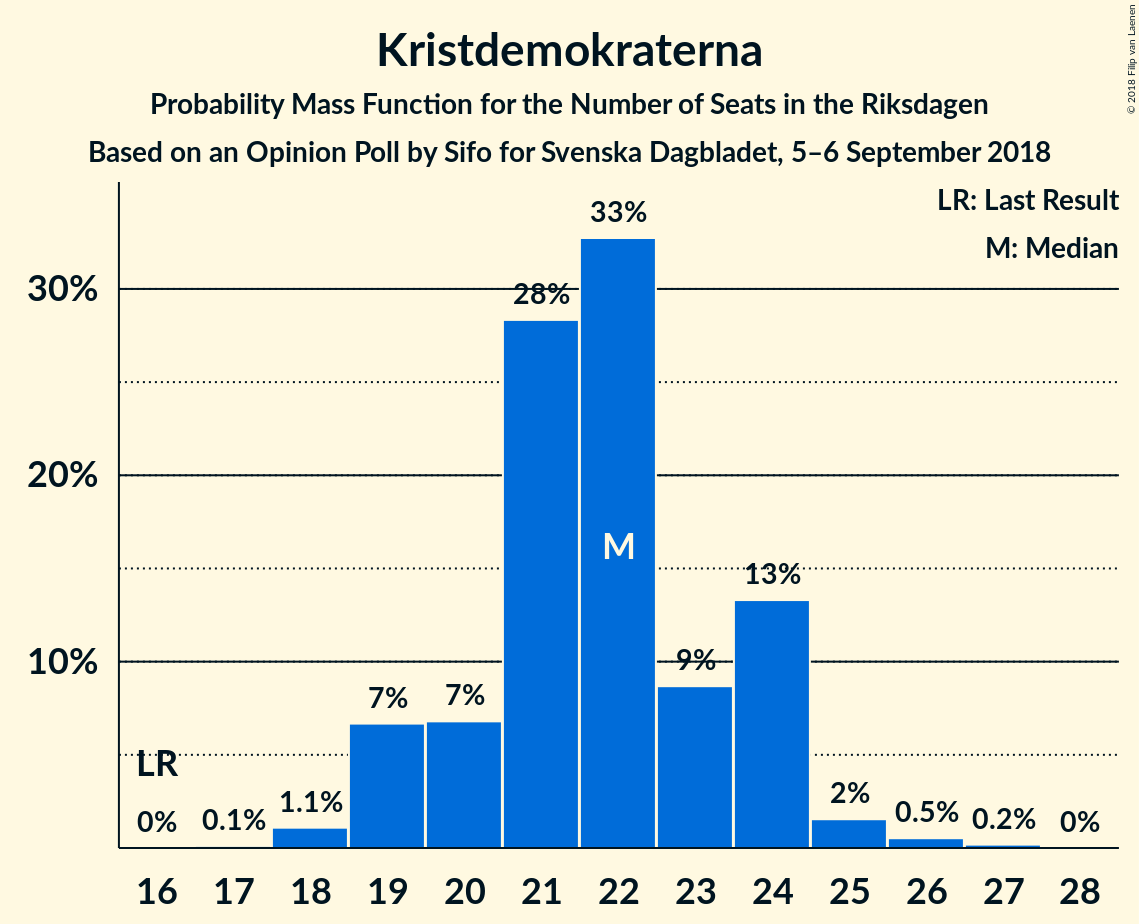 Kristdemokraterna
Probability Mass Function for the Number of Seats in the Riksdagen
Based on an Opinion Poll by Sifo for Svenska Dagbladet, 5–6 September 2018
© 2018 Filip van Laenen
LR: Last Result
M: Median
33%
30%
28%
20%
M
13%
10%
9%
7%
7%
LR
2%
1.1%
0.5%
0%
0.1%
0.2%
0%
16 17 18 19 20 21 22 23 24 25 26 27 28